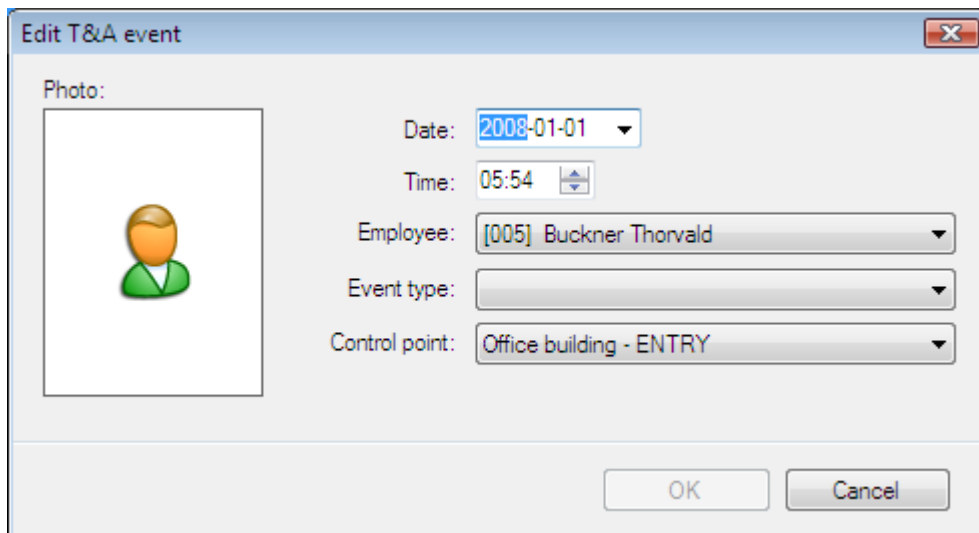 Edit T&A event
Photo:
Date: 2008-01-01
Time: 05:54
Employee: [005] Buckner Thorvald
Event type:
Control point: Office building - ENTRY
OK Cancel